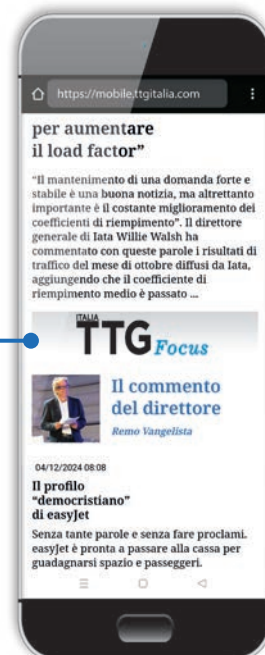 https://mobile.ttgitalia.com
per aumentare
il load factor”
“Il mantenimento di una domanda forte e
stabile è una buona notizia, ma altrettanto
importante è il costante miglioramento dei
coefficienti di riempimento”. Il direttore
generale di Iata Willie Walsh ha
commentato con queste parole i risultati di
traffico del mese di ottobre diffusi da Iata,
aggiungendo che il coefficiente di
riempimento medio è passato ...
ITALIA
TTG Focus
Il commento
del direttore
Remo Vangelista
04/12/2024 08:08
Il profilo
“democristiano”
di easyJet
Senza tante parole e senza fare proclami.
easyJet è pronta a passare alla cassa per
guadagnarsi spazio e passeggeri.